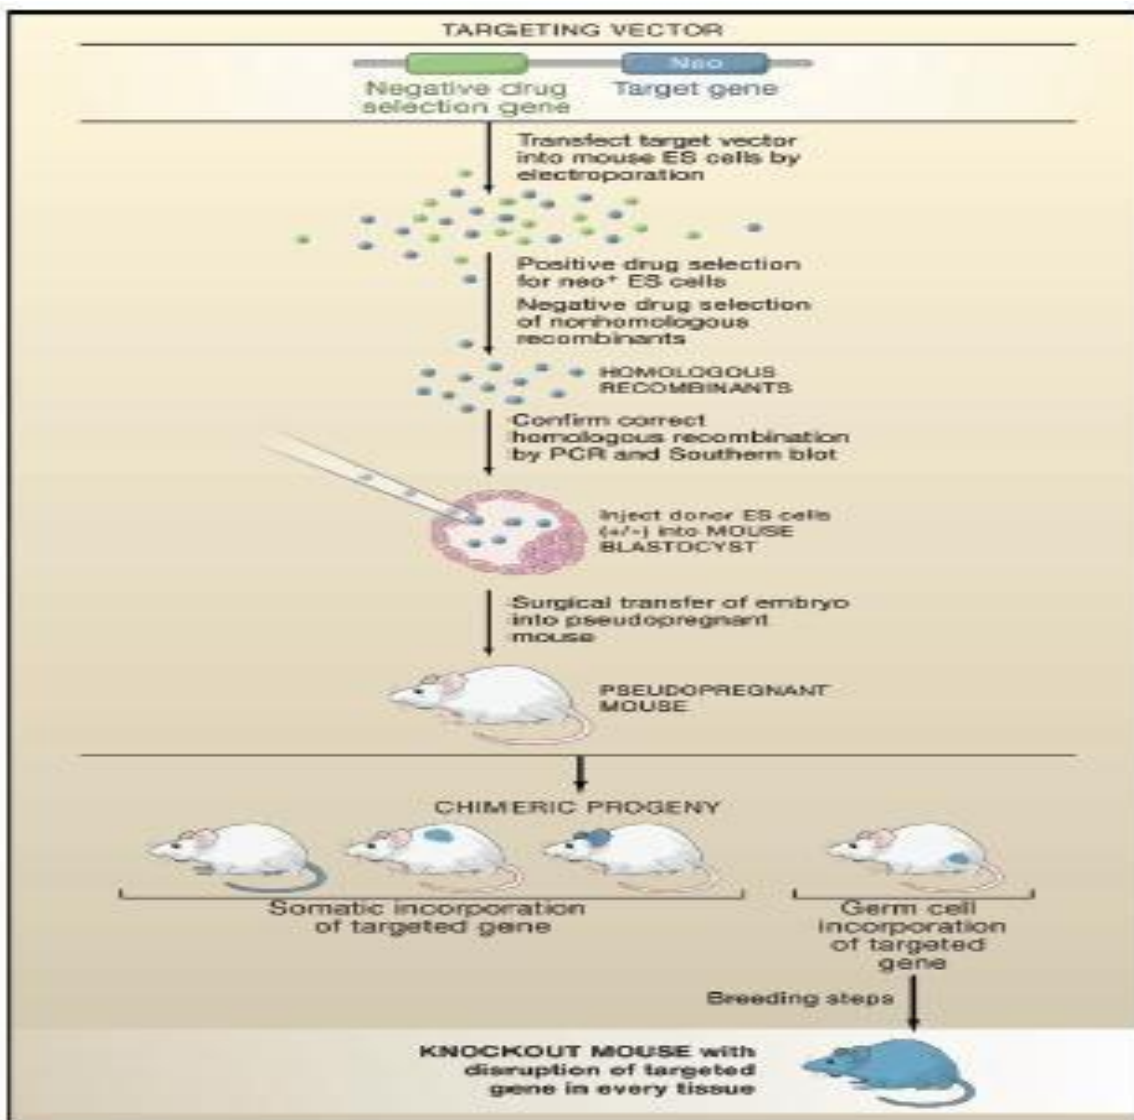 TARGETING VECTOR
Neo
Negative drug
selection gene
Target gene
Transfect target vector
into mouse ES cells by
electroporation
Positive drug selection
for neo⁺ ES cells
Negative drug selection
of nonhomologous
recombinants
HOMOLOGOUS
RECOMBINANTS
Confirm correct
homologous recombination
by PCR and Southern blot
Inject donor ES cells
(+/-) into MOUSE
BLASTOCYST
Surgical transfer of embryo
into pseudopregnant
mouse
PSEUDOPREGNANT
MOUSE
CHIMERIC PROGENY
Somatic incorporation
of targeted gene
Germ cell
incorporation
of targeted
gene
Breeding steps
KNOCKOUT MOUSE with
disruption of targeted
gene in every tissue